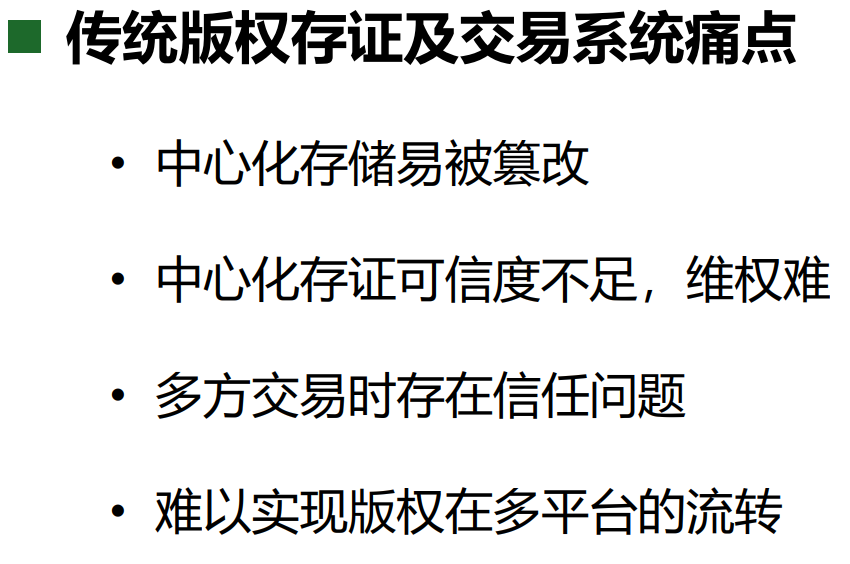 传统版权存证及交易系统痛点
• 中心化存储易被篡改
• 中心化存证可信度不足，维权难
• 多方交易时存在信任问题
• 难以实现版权在多平台的流转